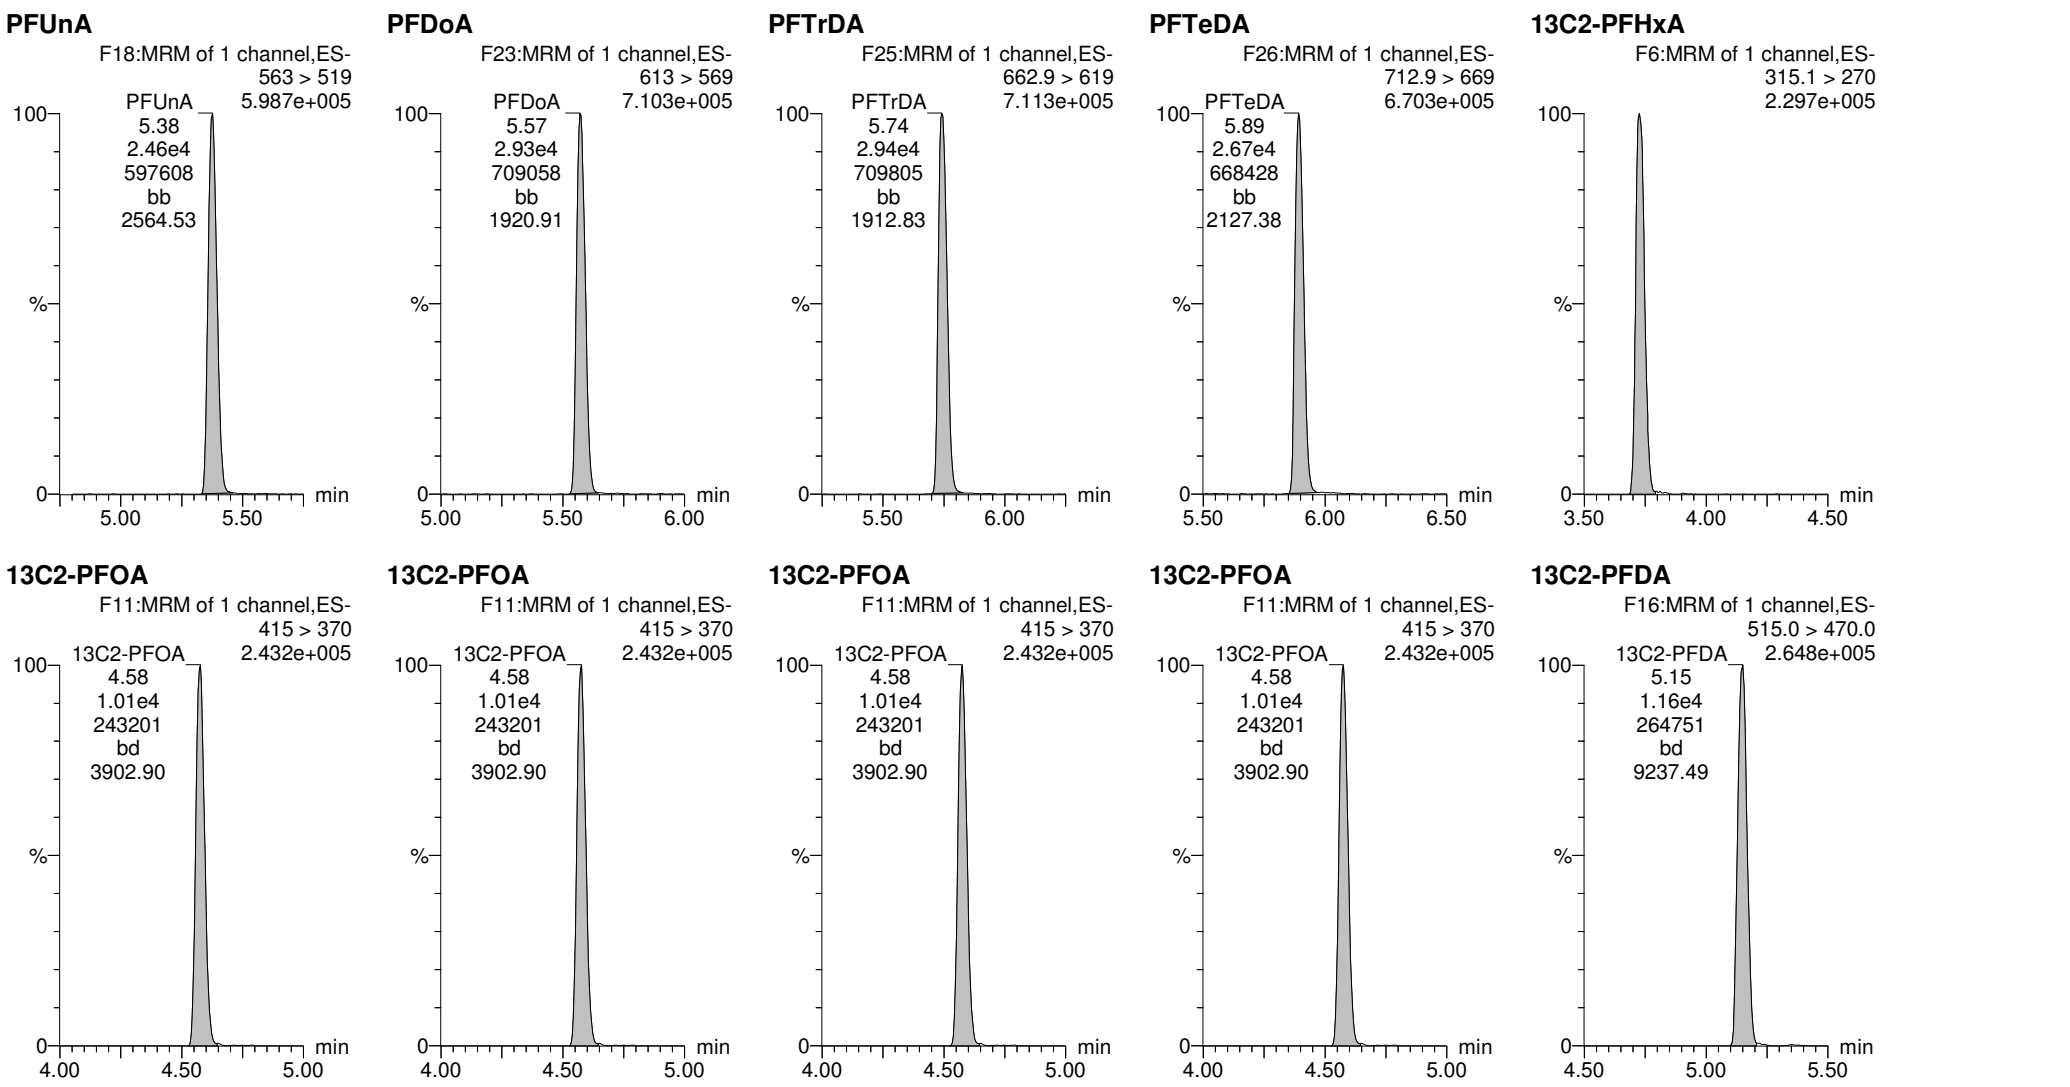 PFUnA
F18:MRM of 1 channel,ES-
563 > 519
5.987e+005
PFUnA
5.38
2.46e4
597608
bb
2564.53
100
%
0
5.00
5.50
min
PFDoA
F23:MRM of 1 channel,ES-
613 > 569
7.103e+005
PFDoA
5.57
2.93e4
709058
bb
1920.91
100
%
0
5.00
5.50
6.00
min
PFTrDA
F25:MRM of 1 channel,ES-
662.9 > 619
7.113e+005
PFTrDA
5.74
2.94e4
709805
bb
1912.83
100
%
0
5.50
6.00
min
PFTeDA
F26:MRM of 1 channel,ES-
712.9 > 669
6.703e+005
PFTeDA
5.89
2.67e4
668428
bb
2127.38
100
%
0
5.50
6.00
6.50
min
13C2-PFHxA
F6:MRM of 1 channel,ES-
315.1 > 270
2.297e+005
100
%
0
3.50
4.00
4.50
min
13C2-PFOA
F11:MRM of 1 channel,ES-
415 > 370
2.432e+005
13C2-PFOA
4.58
1.01e4
243201
bd
3902.90
100
%
0
4.00
4.50
5.00
min
13C2-PFOA
F11:MRM of 1 channel,ES-
415 > 370
2.432e+005
13C2-PFOA
4.58
1.01e4
243201
bd
3902.90
100
%
0
4.00
4.50
5.00
min
13C2-PFOA
F11:MRM of 1 channel,ES-
415 > 370
2.432e+005
13C2-PFOA
4.58
1.01e4
243201
bd
3902.90
100
%
0
4.00
4.50
5.00
min
13C2-PFOA
F11:MRM of 1 channel,ES-
415 > 370
2.432e+005
13C2-PFOA
4.58
1.01e4
243201
bd
3902.90
100
%
0
4.00
4.50
5.00
min
13C2-PFDA
F16:MRM of 1 channel,ES-
515.0 > 470.0
2.648e+005
13C2-PFDA
5.15
1.16e4
264751
bd
9237.49
100
%
0
4.50
5.00
5.50
min